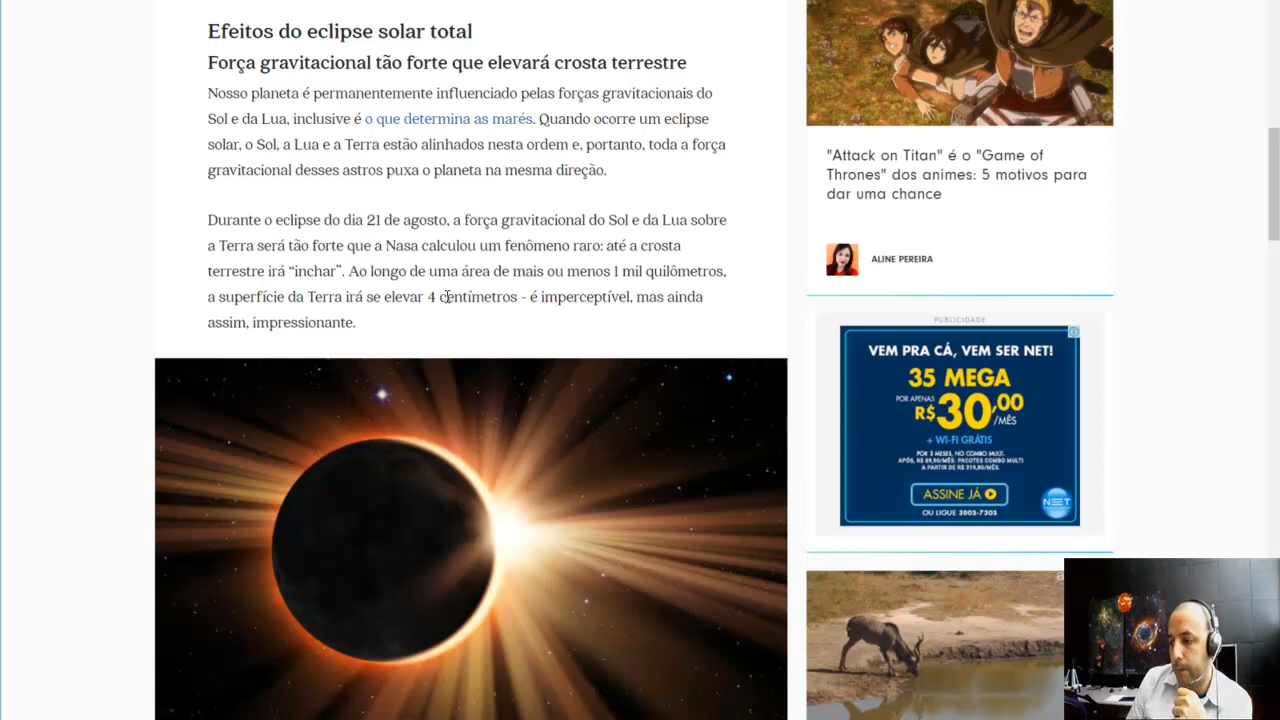 Efeitos do eclipse solar total
Força gravitacional tão forte que elevará crosta terrestre
Nosso planeta é permanentemente influenciado pelas forças gravitacionais do
Sol e da Lua, inclusive é o que determina as marés. Quando ocorre um eclipse
solar, o Sol, a Lua e a Terra estão alinhados nesta ordem e, portanto, toda a força
gravitacional desses astros puxa o planeta na mesma direção.
Durante o eclipse do dia 21 de agosto, a força gravitacional do Sol e da Lua sobre
a Terra será tão forte que a Nasa calculou um fenômeno raro: até a crosta
terrestre irá “inchar”. Ao longo de uma área de mais ou menos 1 mil quilômetros,
a superfície da Terra irá se elevar 4 centímetros - é imperceptível, mas ainda
assim, impressionante.
"Attack on Titan" é o "Game of
Thrones" dos animes: 5 motivos para
dar uma chance
ALINE PEREIRA
PUBLICIDADE
VEM PRA CÁ, VEM SER NET!
35 MEGA
POR APENAS
R$30,00
/MÊS
+ WI-FI GRÁTIS
POR 3 MESES, NO COMBO MULTI.
APÓS, R$ 89,90/MÊS. PACOTES COMBO MULTI
A PARTIR DE R$ 219,80/MÊS.
ASSINE JÁ
OU LIGUE 3003-7303
NET